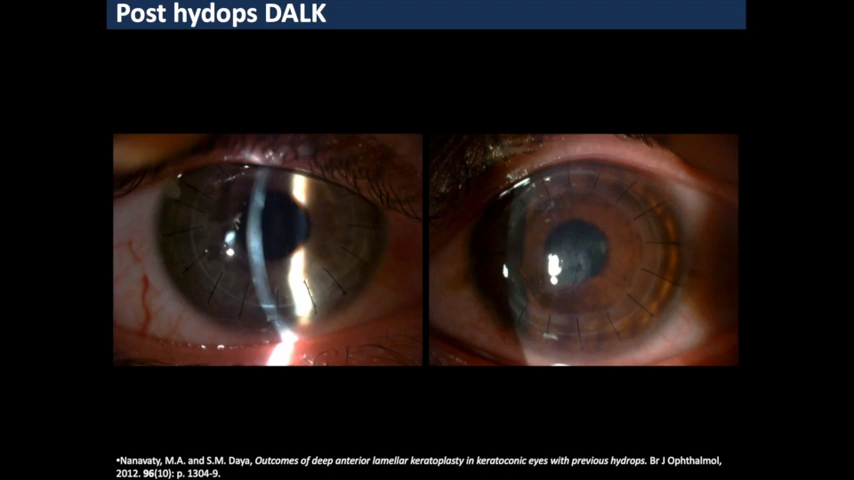 Post hydops DALK
•Nanavaty, M.A. and S.M. Daya, Outcomes of deep anterior lamellar keratoplasty in keratoconic eyes with previous hydrops. Br J Ophthalmol,
2012. 96(10): p. 1304-9.